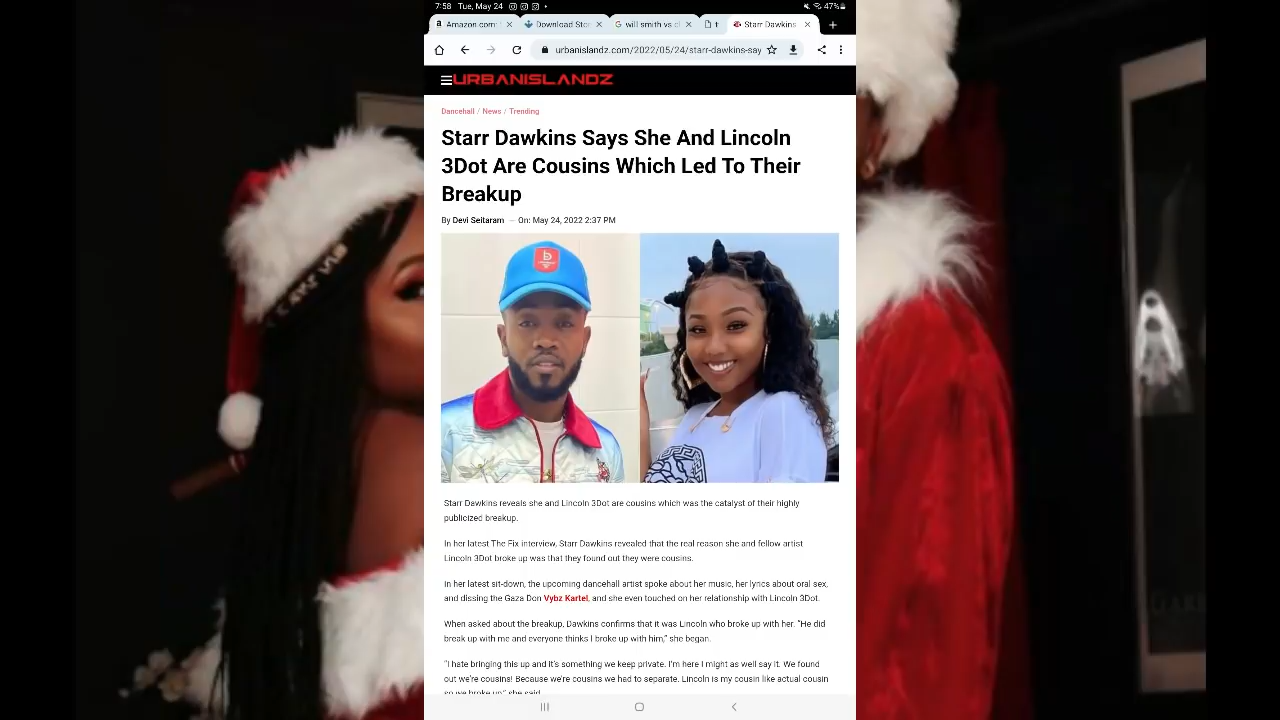 7:58 Tue, May 24
47%
Amazon.com:
Download Stor
will smith vs cl
t
Starr Dawkins
urbanislandz.com/2022/05/24/starr-dawkins-say
URBANISLANDZ
Dancehall / News / Trending
Starr Dawkins Says She And Lincoln
3Dot Are Cousins Which Led To Their
Breakup
By Devi Seitaram — On: May 24, 2022 2:37 PM
Starr Dawkins reveals she and Lincoln 3Dot are cousins which was the catalyst of their highly
publicized breakup.
In her latest The Fix interview, Starr Dawkins revealed that the real reason she and fellow artist
Lincoln 3Dot broke up was that they found out they were cousins.
In her latest sit-down, the upcoming dancehall artist spoke about her music, her lyrics about oral sex,
and dissing the Gaza Don Vybz Kartel, and she even touched on her relationship with Lincoln 3Dot.
When asked about the breakup, Dawkins confirms that it was Lincoln who broke up with her. “He did
break up with me and everyone thinks I broke up with him,” she began.
“I hate bringing this up and it’s something we keep private. I’m here I might as well say it. We found
out we’re cousins! Because we’re cousins we had to separate. Lincoln is my cousin like actual cousin
so we broke up,” she said.